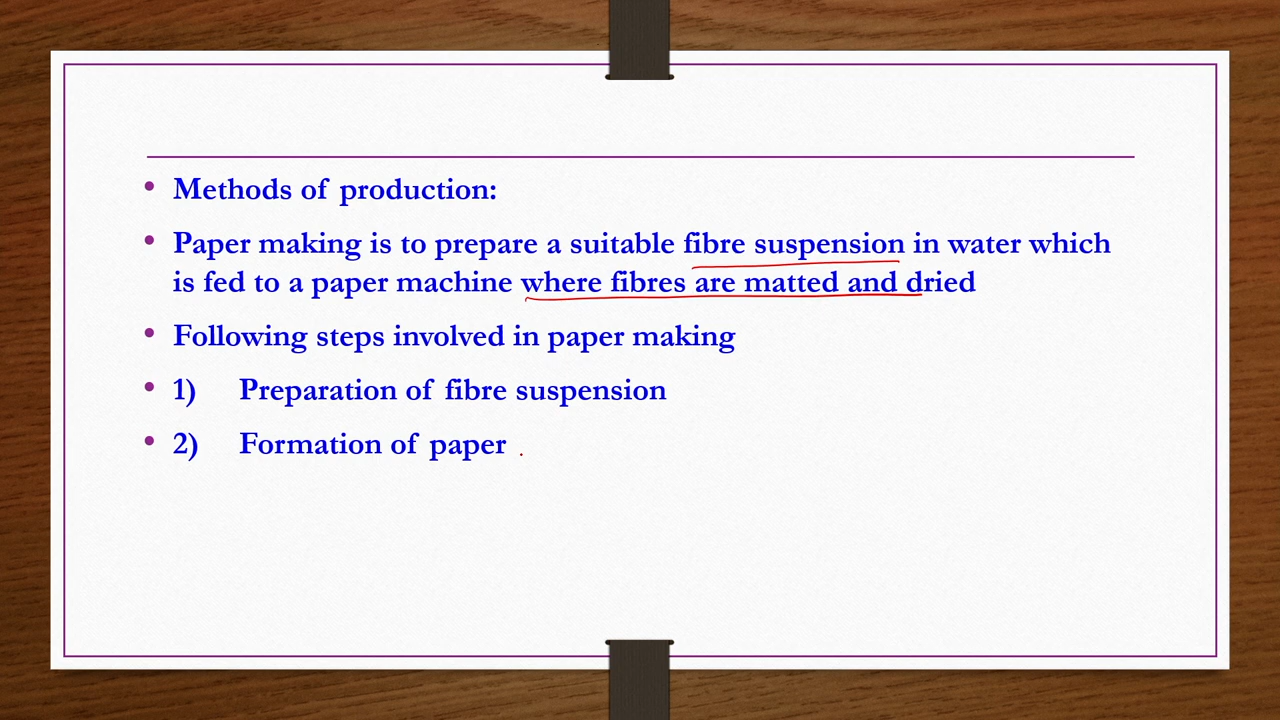 • Methods of production:
• Paper making is to prepare a suitable fibre suspension in water which
is fed to a paper machine where fibres are matted and dried
• Following steps involved in paper making
• 1) Preparation of fibre suspension
• 2) Formation of paper